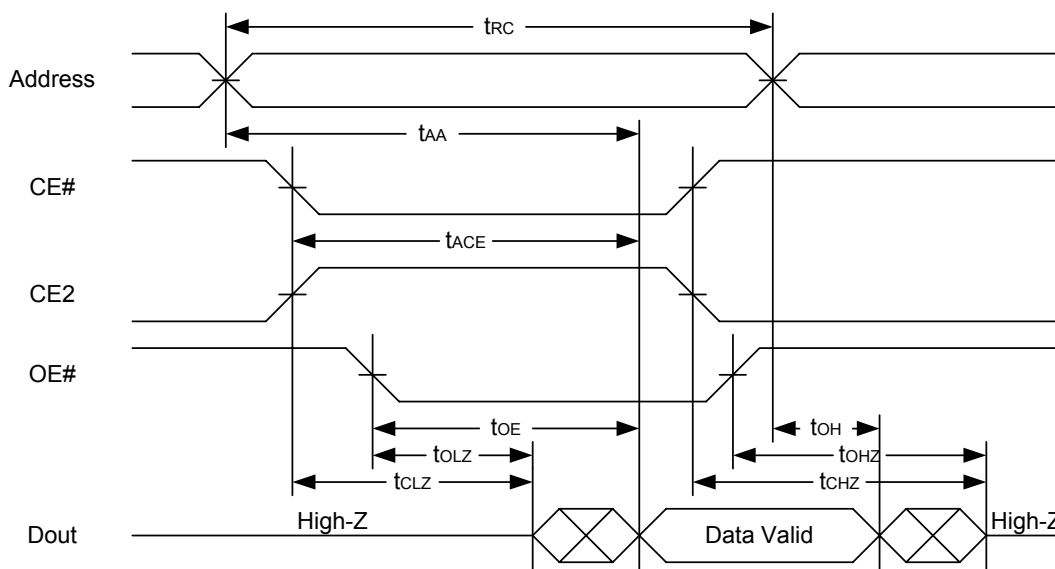 tRC
Address
tAA
CE#
tACE
CE2
OE#
tOE
tOH
tOLZ
tOHZ
tCLZ
tCHZ
High-Z
Data Valid
High-Z
Dout